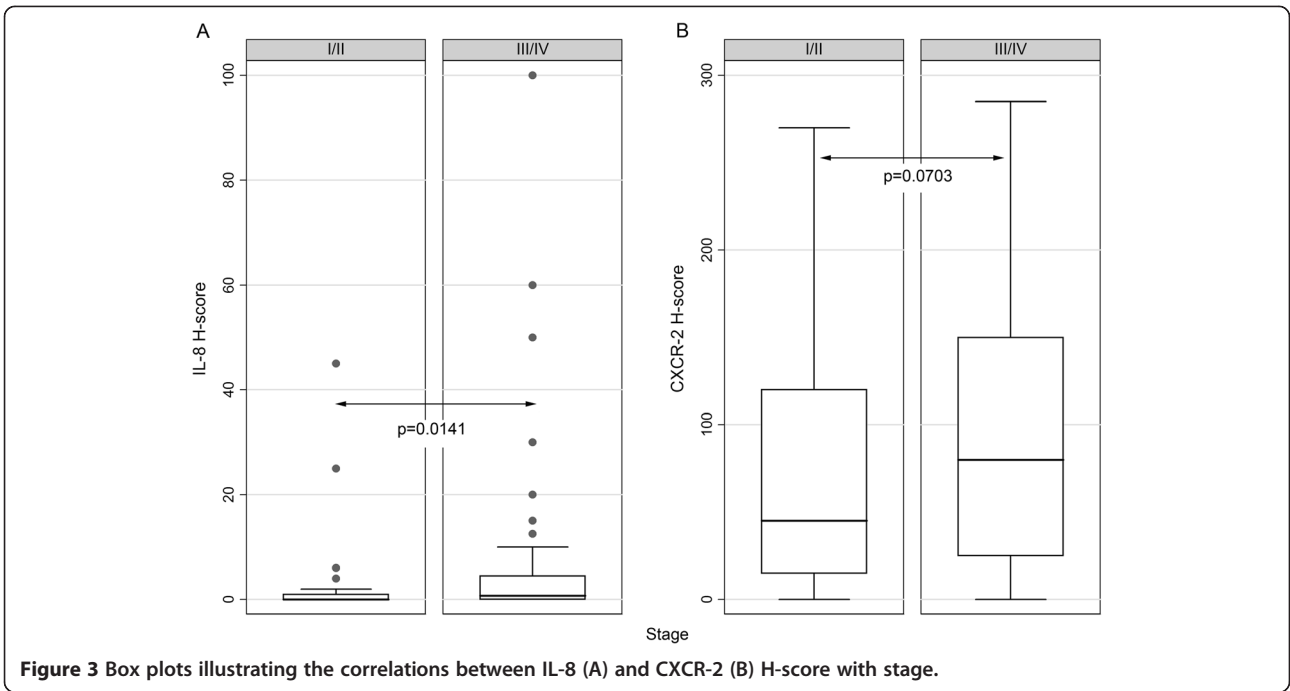 A
I/II
III/IV
IL-8 H-score
100
80
60
40
20
0
p=0.0141
B
I/II
III/IV
CXCR-2 H-score
300
200
100
0
p=0.0703
Stage
Figure 3 Box plots illustrating the correlations between IL-8 (A) and CXCR-2 (B) H-score with stage.